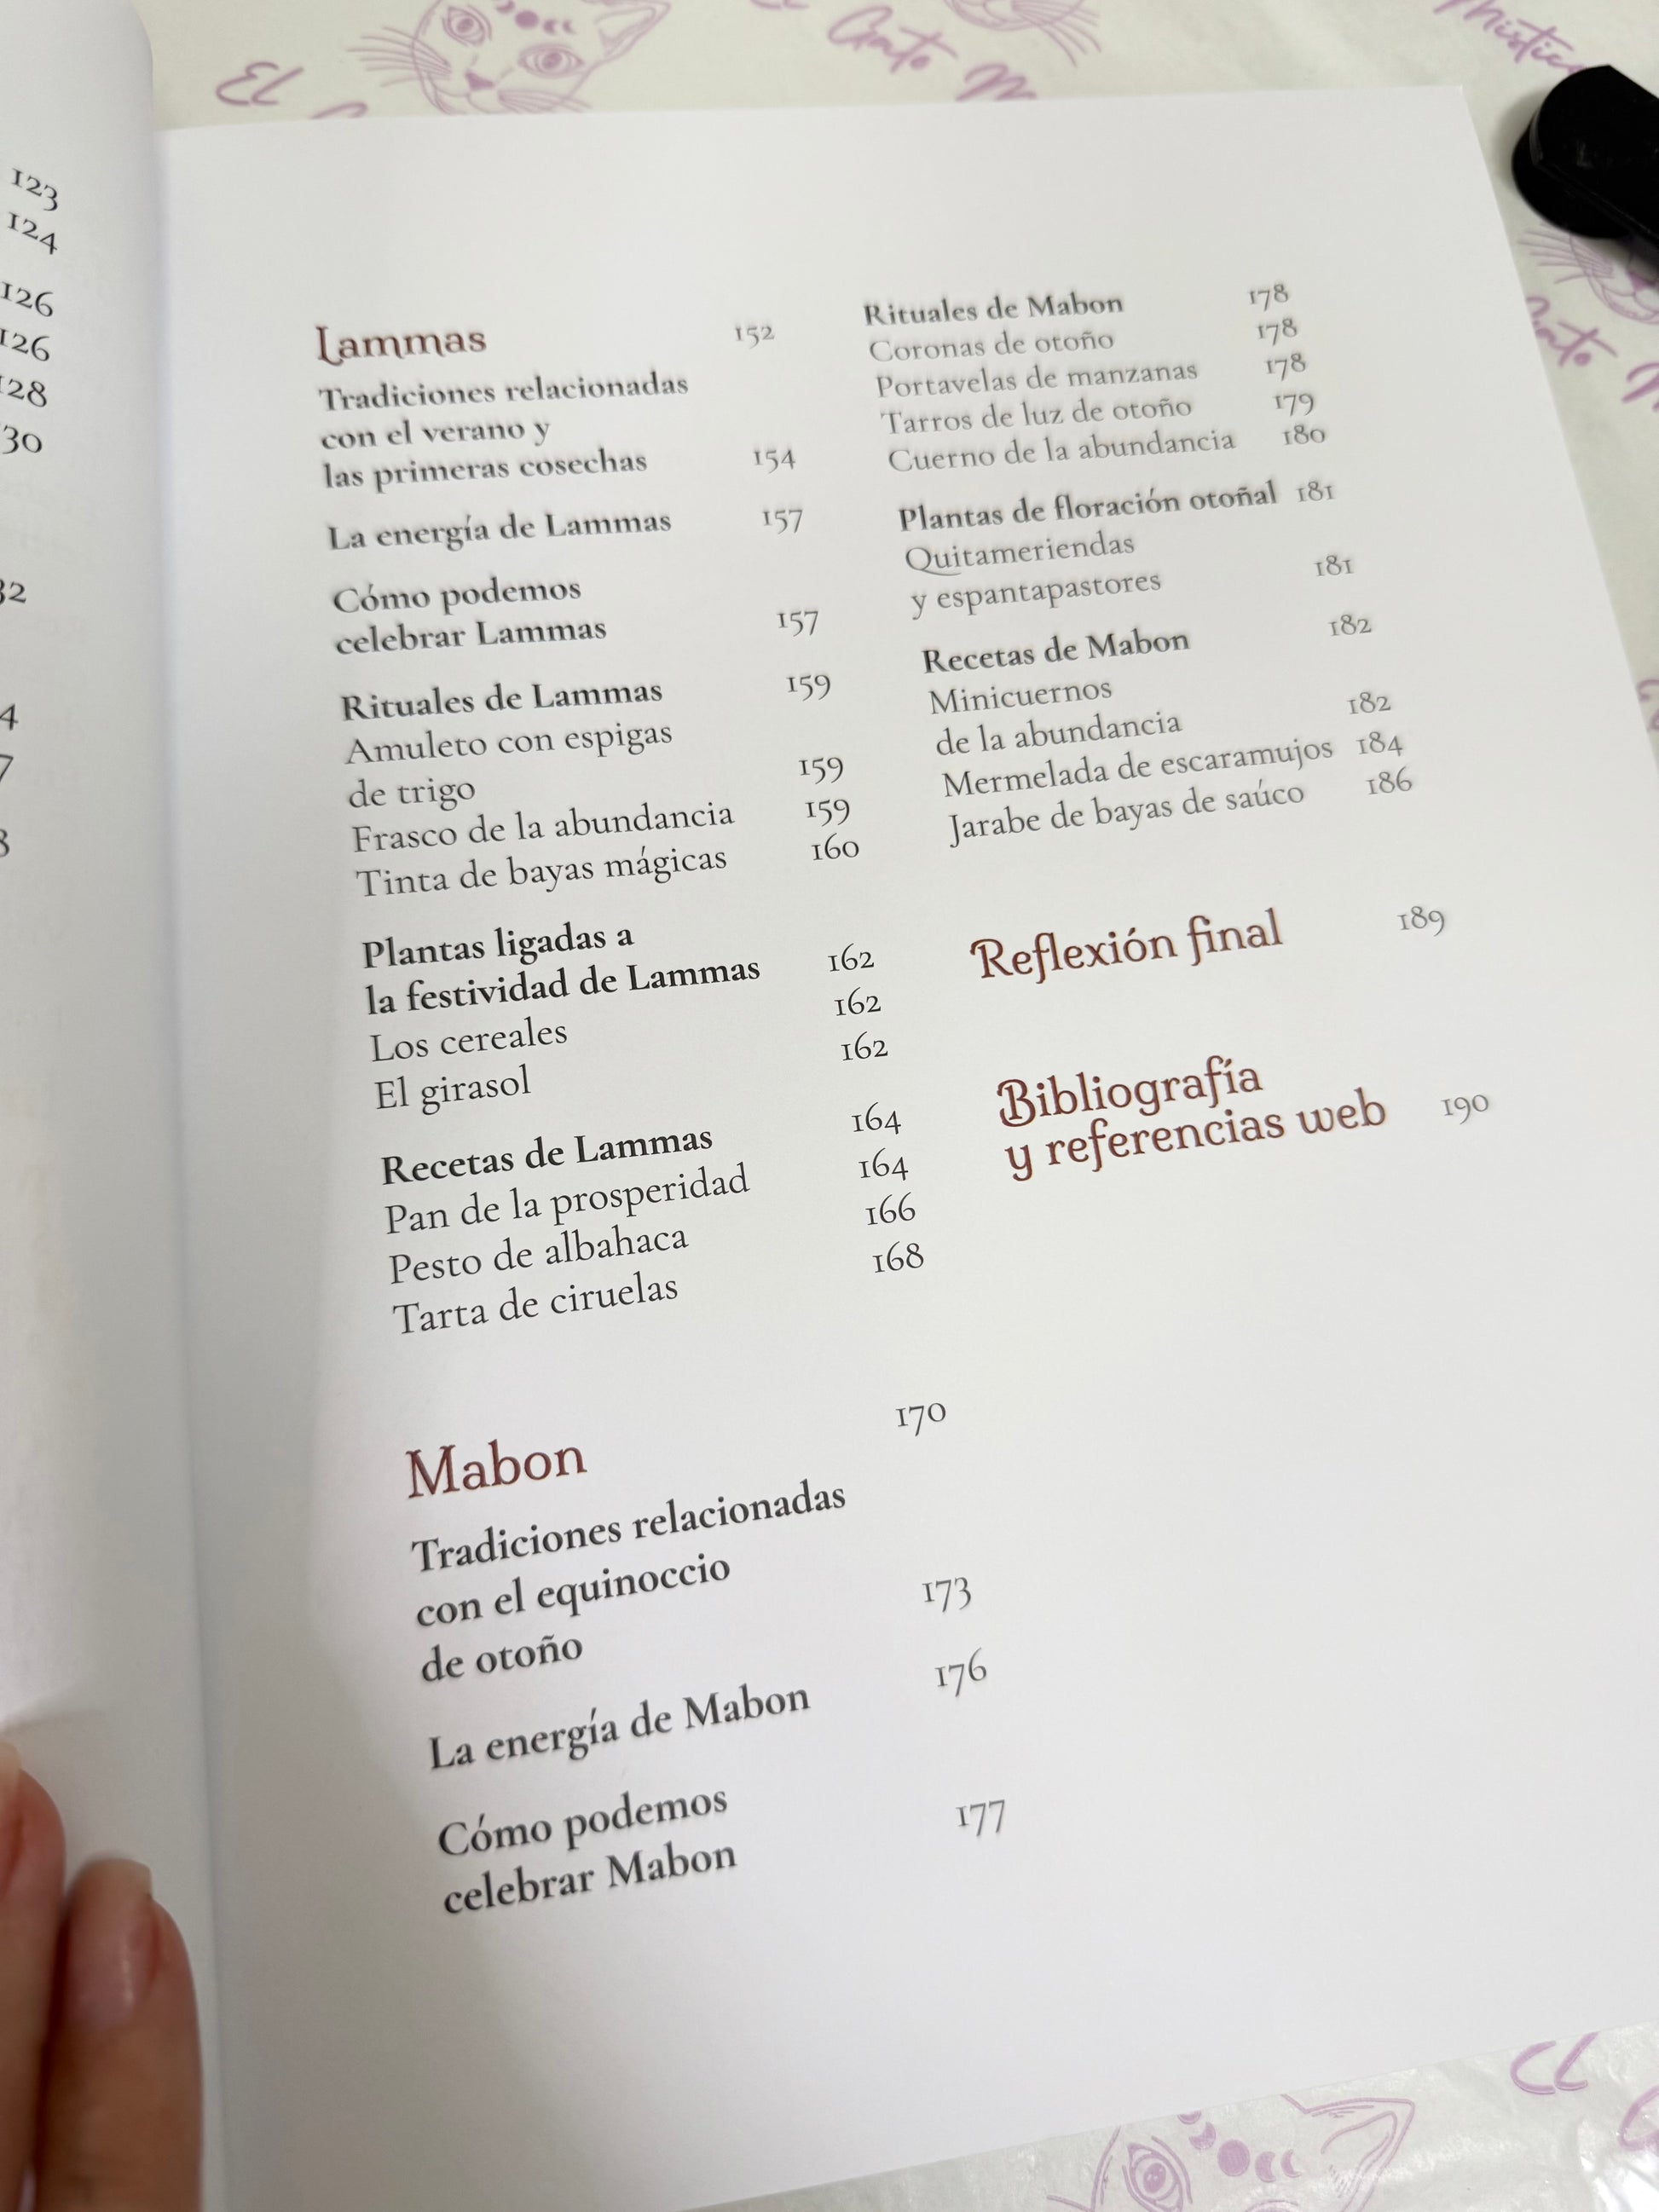 El
Gato M
Místic
123
124
126
126
128
130
Lammas 152
Tradiciones relacionadas
con el verano y
las primeras cosechas 154
La energía de Lammas 157
Cómo podemos
celebrar Lammas 157
Rituales de Lammas 159
Amuleto con espigas
de trigo 159
Frasco de la abundancia 159
Tinta de bayas mágicas 160
Plantas ligadas a
la festividad de Lammas 162
Los cereales 162
El girasol 162
Recetas de Lammas 164
Pan de la prosperidad 164
Pesto de albahaca 166
Tarta de ciruelas 168
Mabon 170
Tradiciones relacionadas
con el equinoccio
de otoño 173
La energía de Mabon 176
Cómo podemos
celebrar Mabon 177
Rituales de Mabon 178
Coronas de otoño 178
Portavelas de manzanas 178
Tarros de luz de otoño 179
Cuerno de la abundancia 180
Plantas de floración otoñal 181
Quitameriendas
y espantapastores 181
Recetas de Mabon 182
Minicuernos
de la abundancia 182
Mermelada de escaramujos 184
Jarabe de bayas de saúco 186
Reflexión final 189
Bibliografía
y referencias web 190